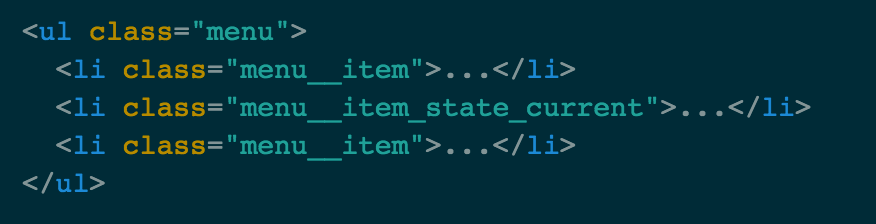 <ul class="menu">
  <li class="menu__item">...</li>
  <li class="menu__item_state_current">...</li>
  <li class="menu__item">...</li>
</ul>